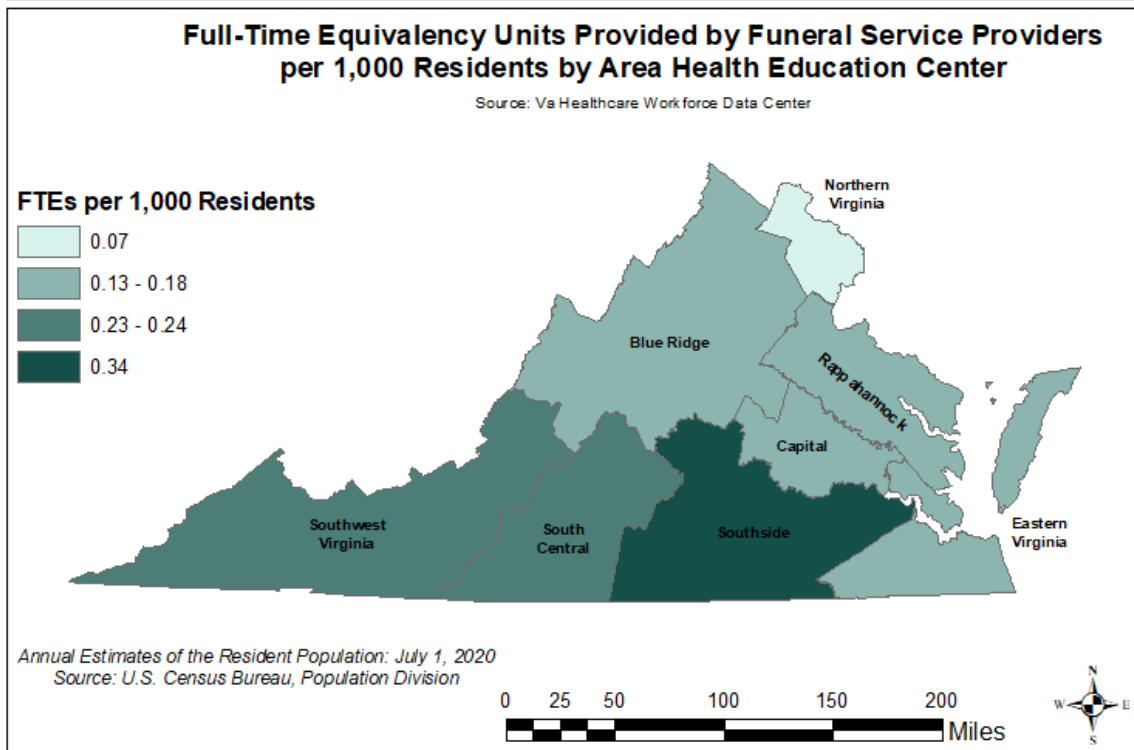 Full-Time Equivalency Units Provided by Funeral Service Providers
per 1,000 Residents by Area Health Education Center
Source: Va Healthcare Workforce Data Center
FTEs per 1,000 Residents
0.07
0.13 - 0.18
0.23 - 0.24
0.34
Northern
Virginia
Blue Ridge
Rappahannock
Capital
Southwest
Virginia
South
Central
Southside
Eastern
Virginia
Annual Estimates of the Resident Population: July 1, 2020
Source: U.S. Census Bureau, Population Division
0 25 50 100 150 200
Miles
N
W E
S